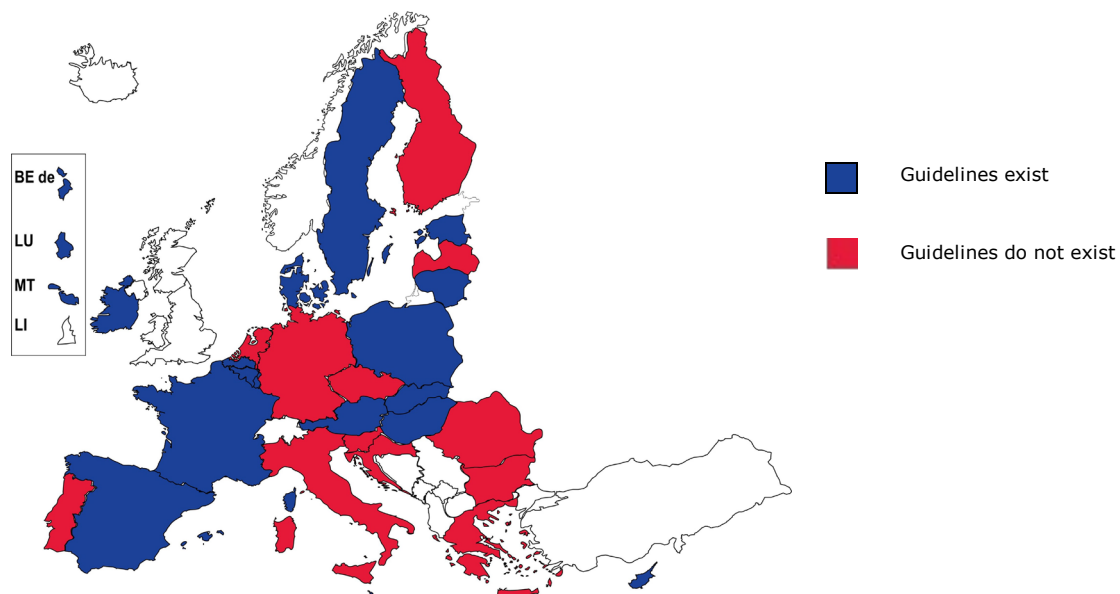 BE de
LU
MT
LI
Guidelines exist
Guidelines do not exist